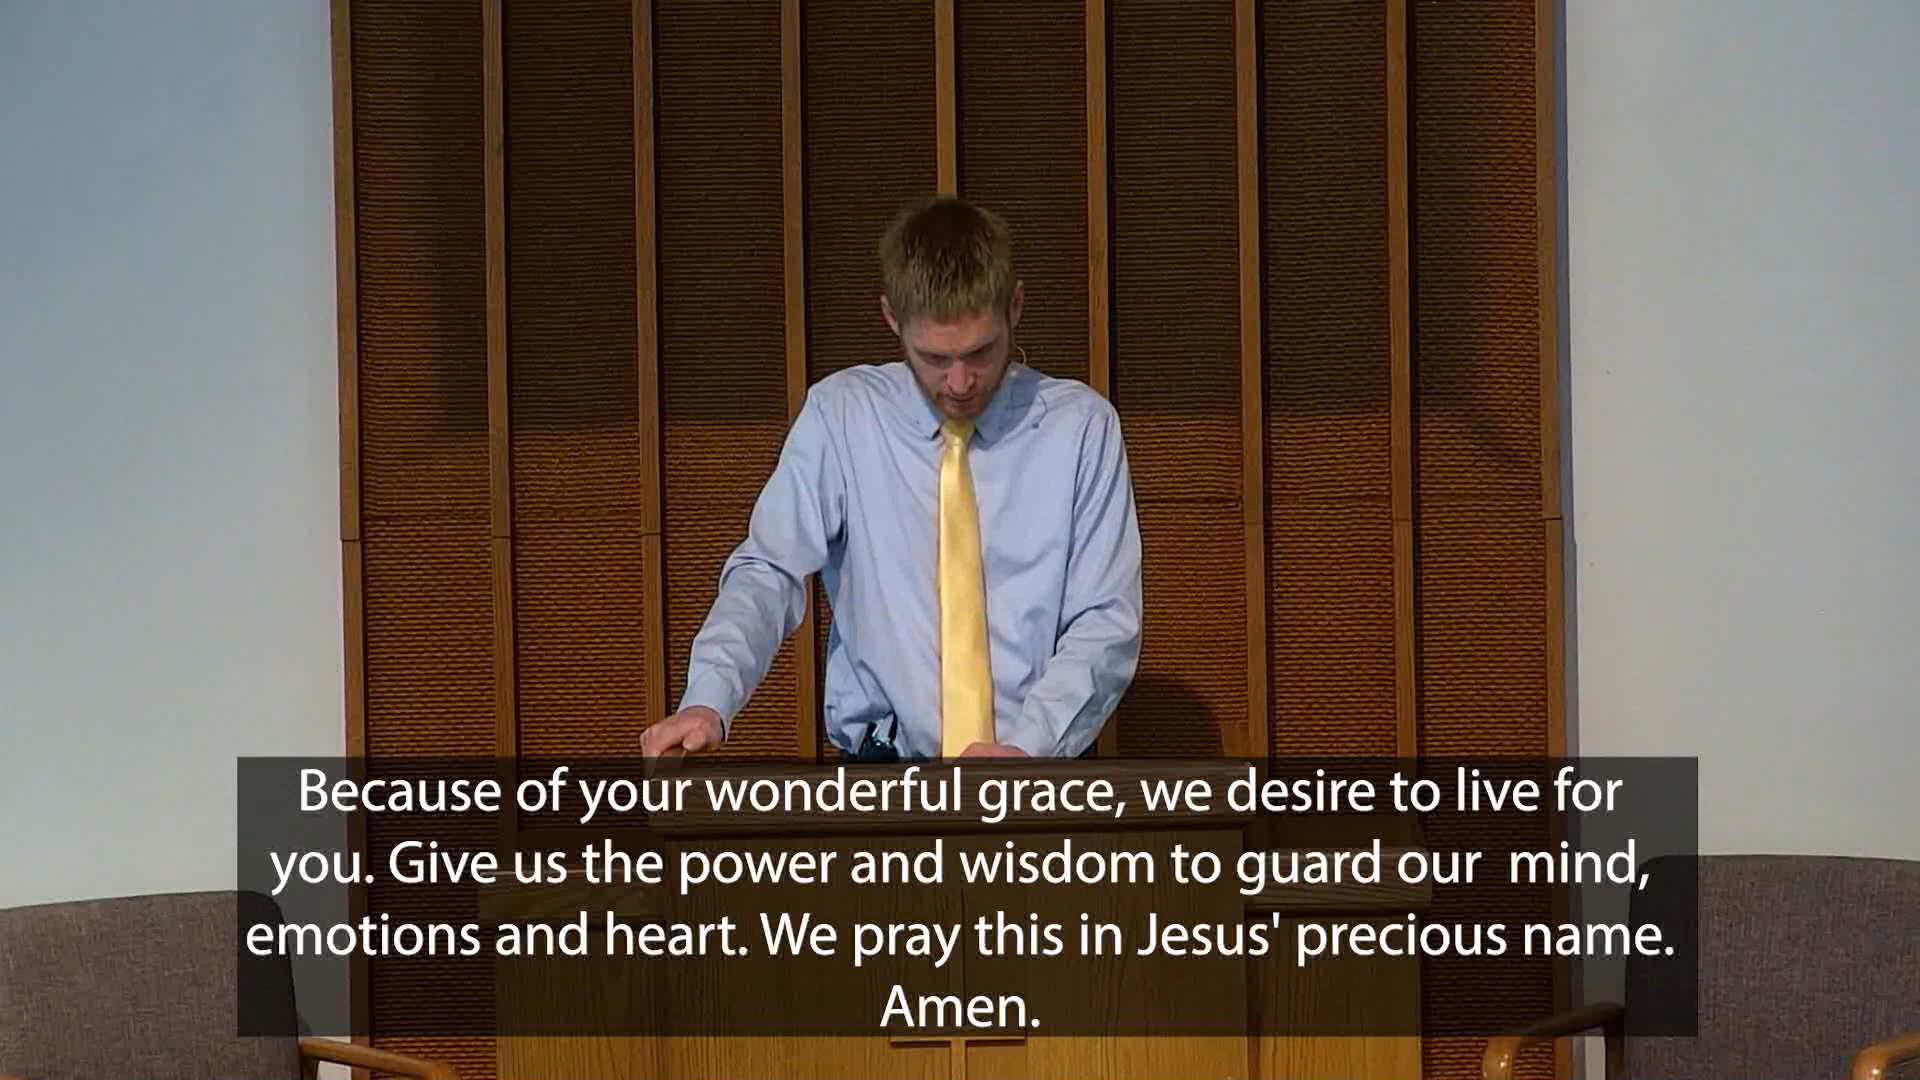 Because of your wonderful grace, we desire to live for
you. Give us the power and wisdom to guard our  mind,
emotions and heart. We pray this in Jesus' precious name.
Amen.